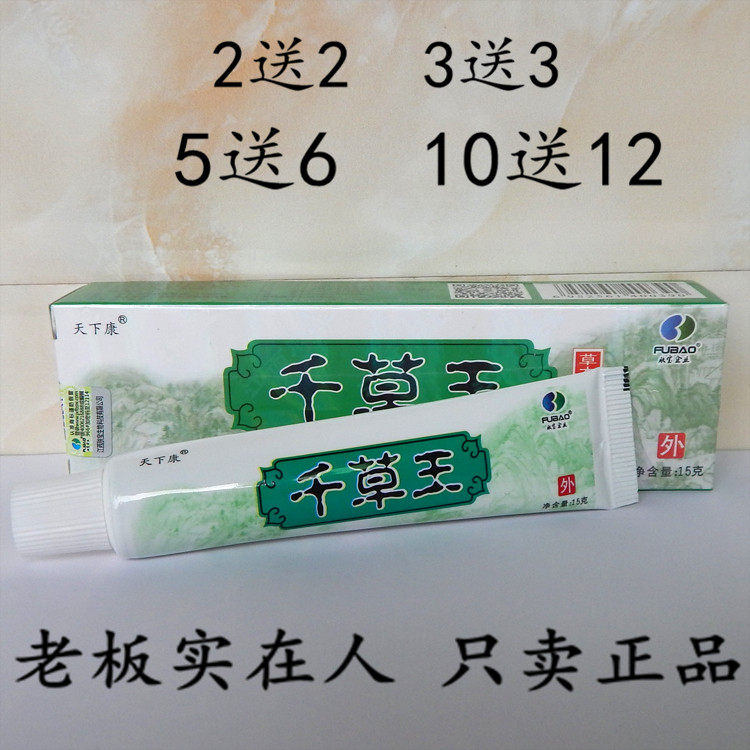 2送2 3送3
5送6 10送12
天下康®
千草王
FUBAO®
外
净含量:15克
天下康®
千草王
FUBAO®
外
净含量:15克
老板实在人 只卖正品